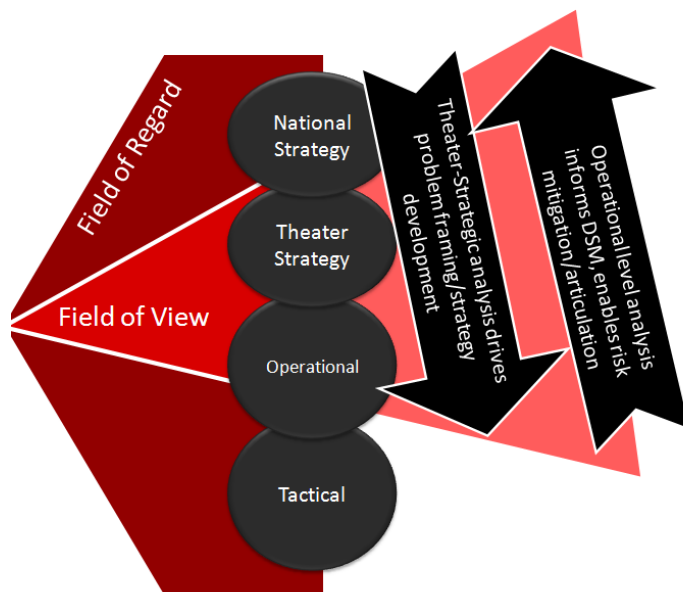 Field of Regard
Field of View
National
Strategy
Theater
Strategy
Operational
Tactical
Theater-Strategic analysis drives
problem framing/strategy
development
Operational level analysis
informs DSM, enables risk
mitigation/articulation